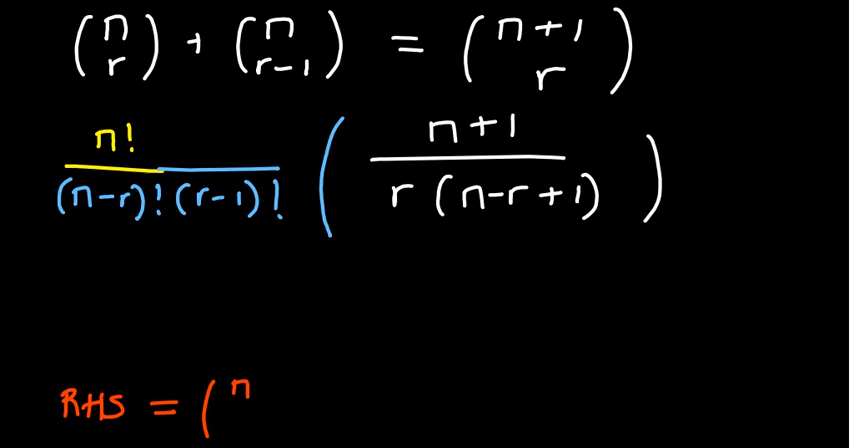 (n r) + (n r-1) = (n+1 r)
n! / (n-r)! (r-1)! ( n+1 / r (n-r+1) )
RHS = ( n